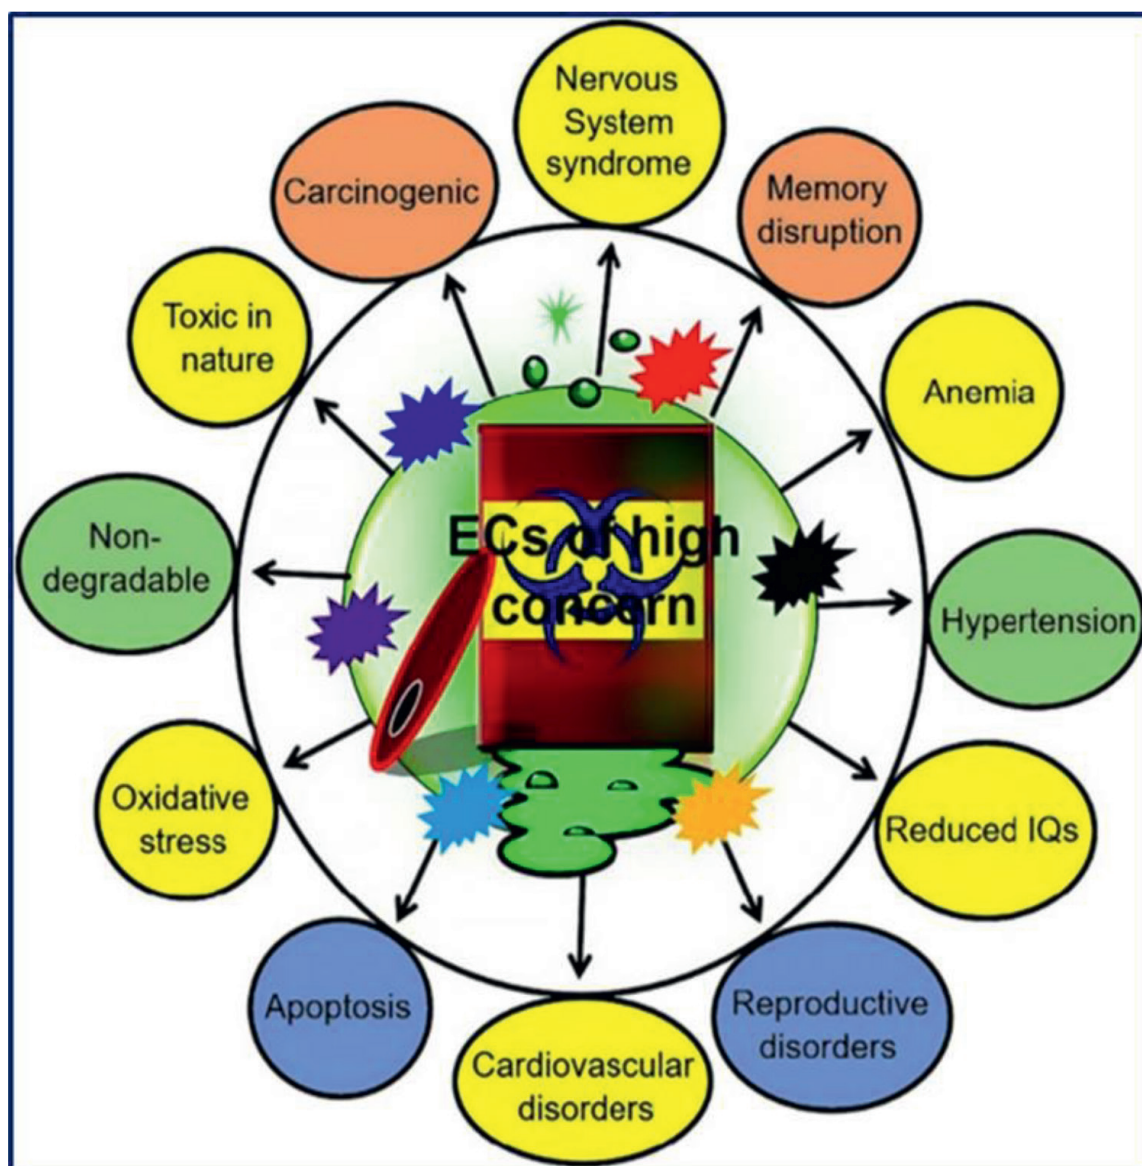 Nervous
System
syndrome
Memory
disruption
Anemia
Hypertension
Reduced IQs
Reproductive
disorders
Cardiovascular
disorders
Apoptosis
Oxidative
stress
Non-
degradable
Toxic in
nature
Carcinogenic
ECs of high
concern